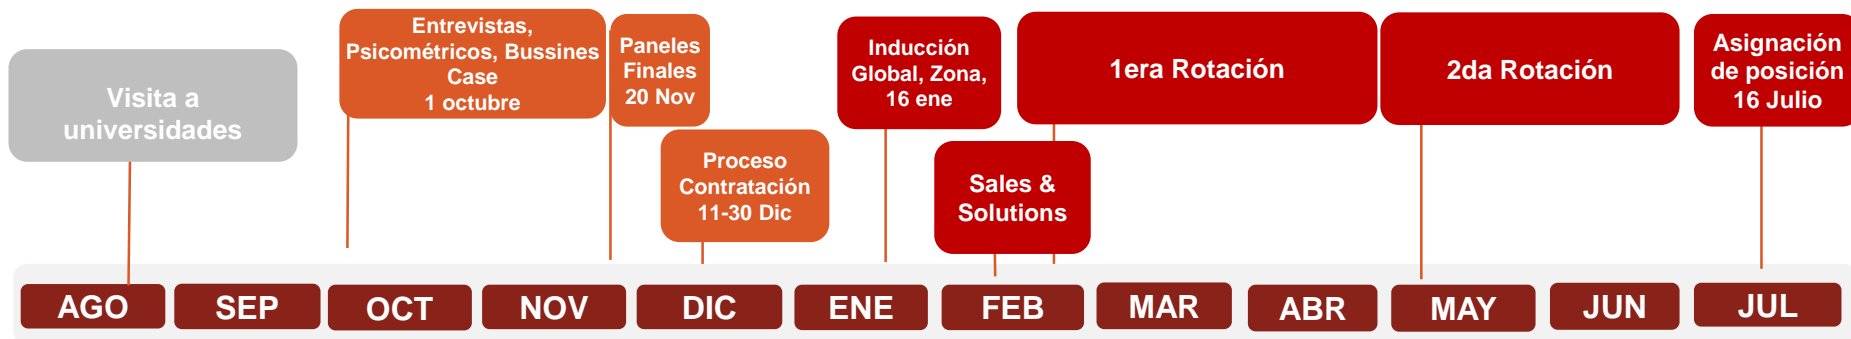 Visita a
universidades
Entrevistas,
Psicométricos, Bussines
Case
1 octubre
Paneles
Finales
20 Nov
Proceso
Contratación
11-30 Dic
Inducción
Global, Zona,
16 ene
Sales &
Solutions
1era Rotación
2da Rotación
Asignación
de posición
16 Julio
AGO
SEP
OCT
NOV
DIC
ENE
FEB
MAR
ABR
MAY
JUN
JUL